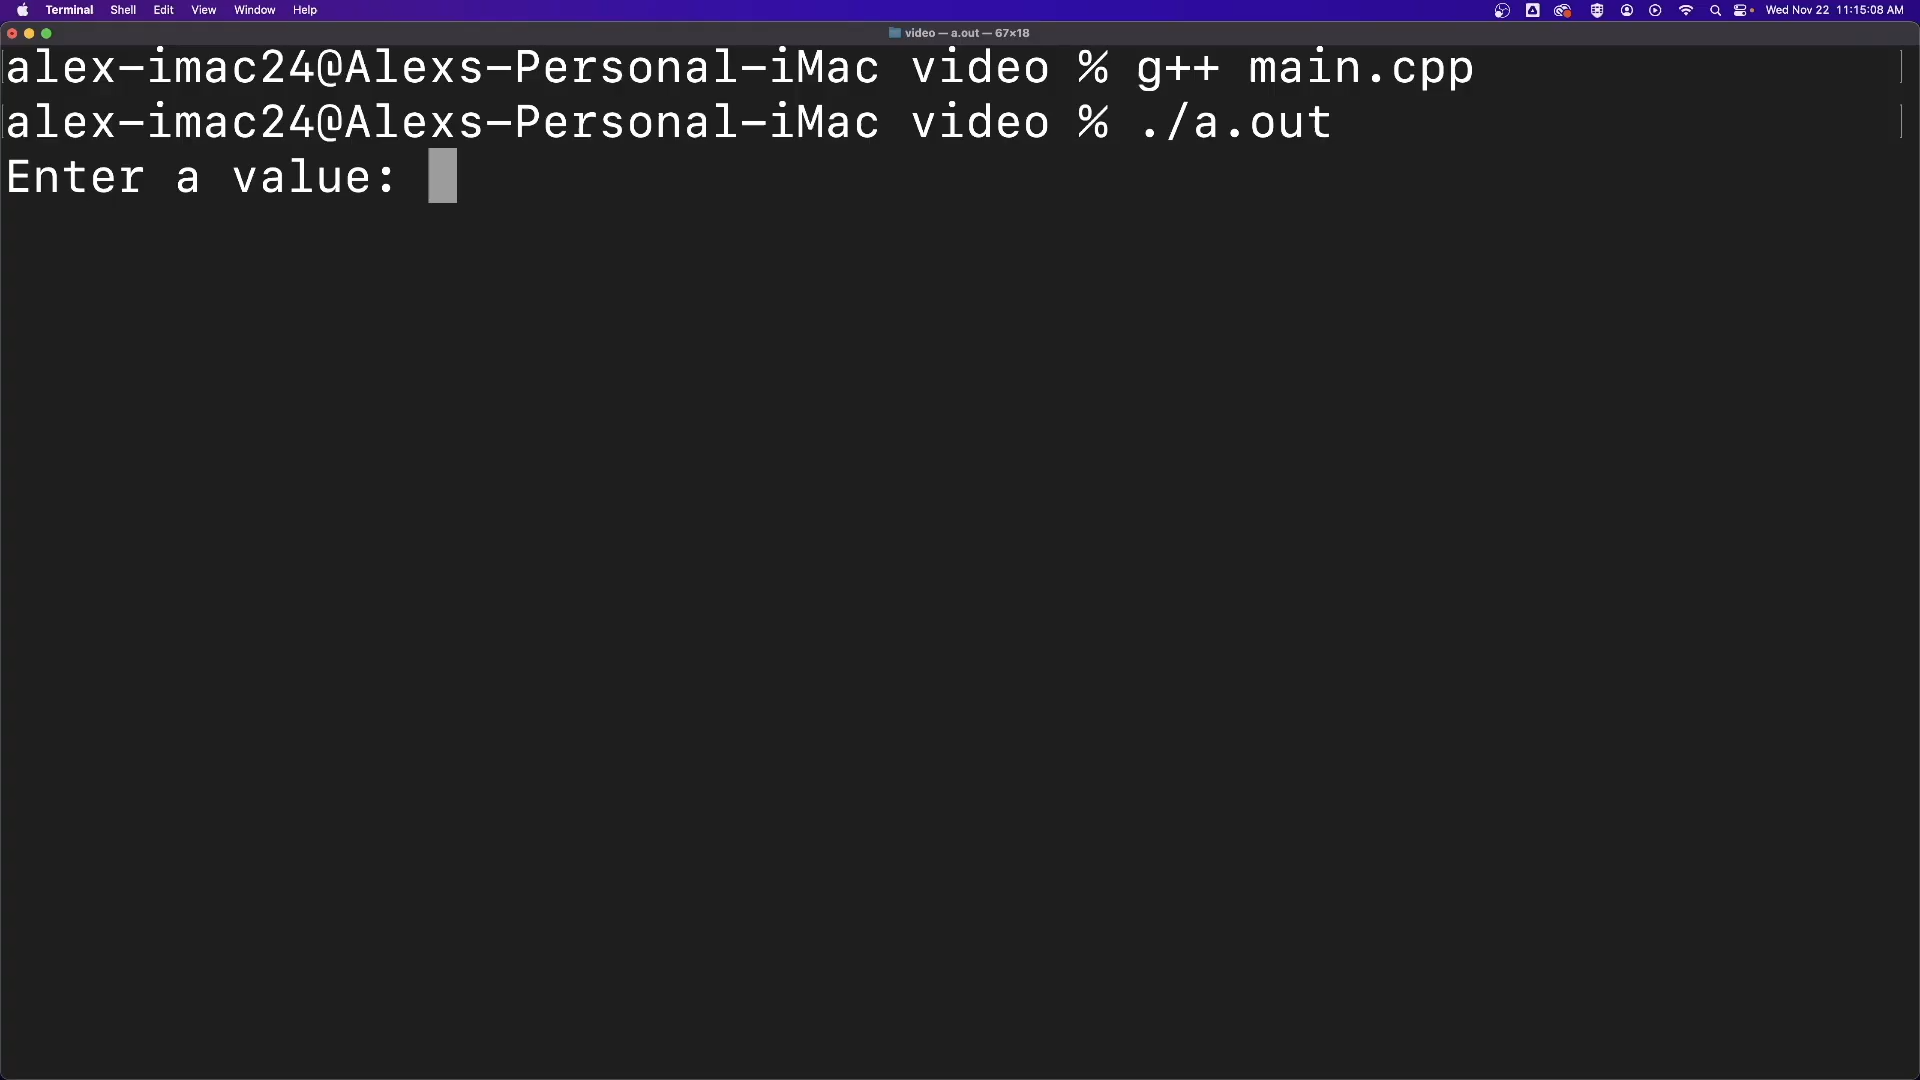 Terminal Shell Edit View Window Help Wed Nov 22 11:15:08 AM
video — a.out — 67×18
alex-imac24@Alexs-Personal-iMac video % g++ main.cpp
alex-imac24@Alexs-Personal-iMac video % ./a.out
Enter a value: